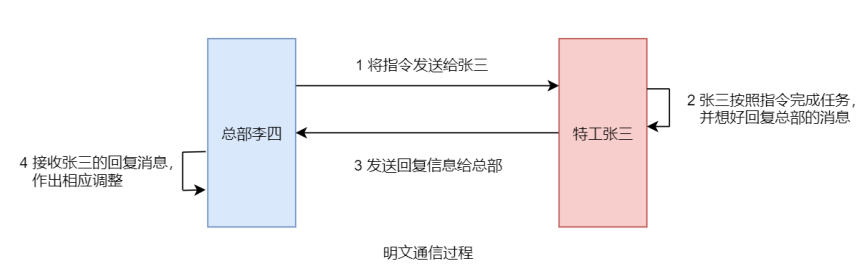 1 将指令发送给张三
2 张三按照指令完成任务，
并想好回复总部的消息
总部李四
特工张三
4 接收张三的回复消息，
作出相应调整
3 发送回复信息给总部
明文通信过程